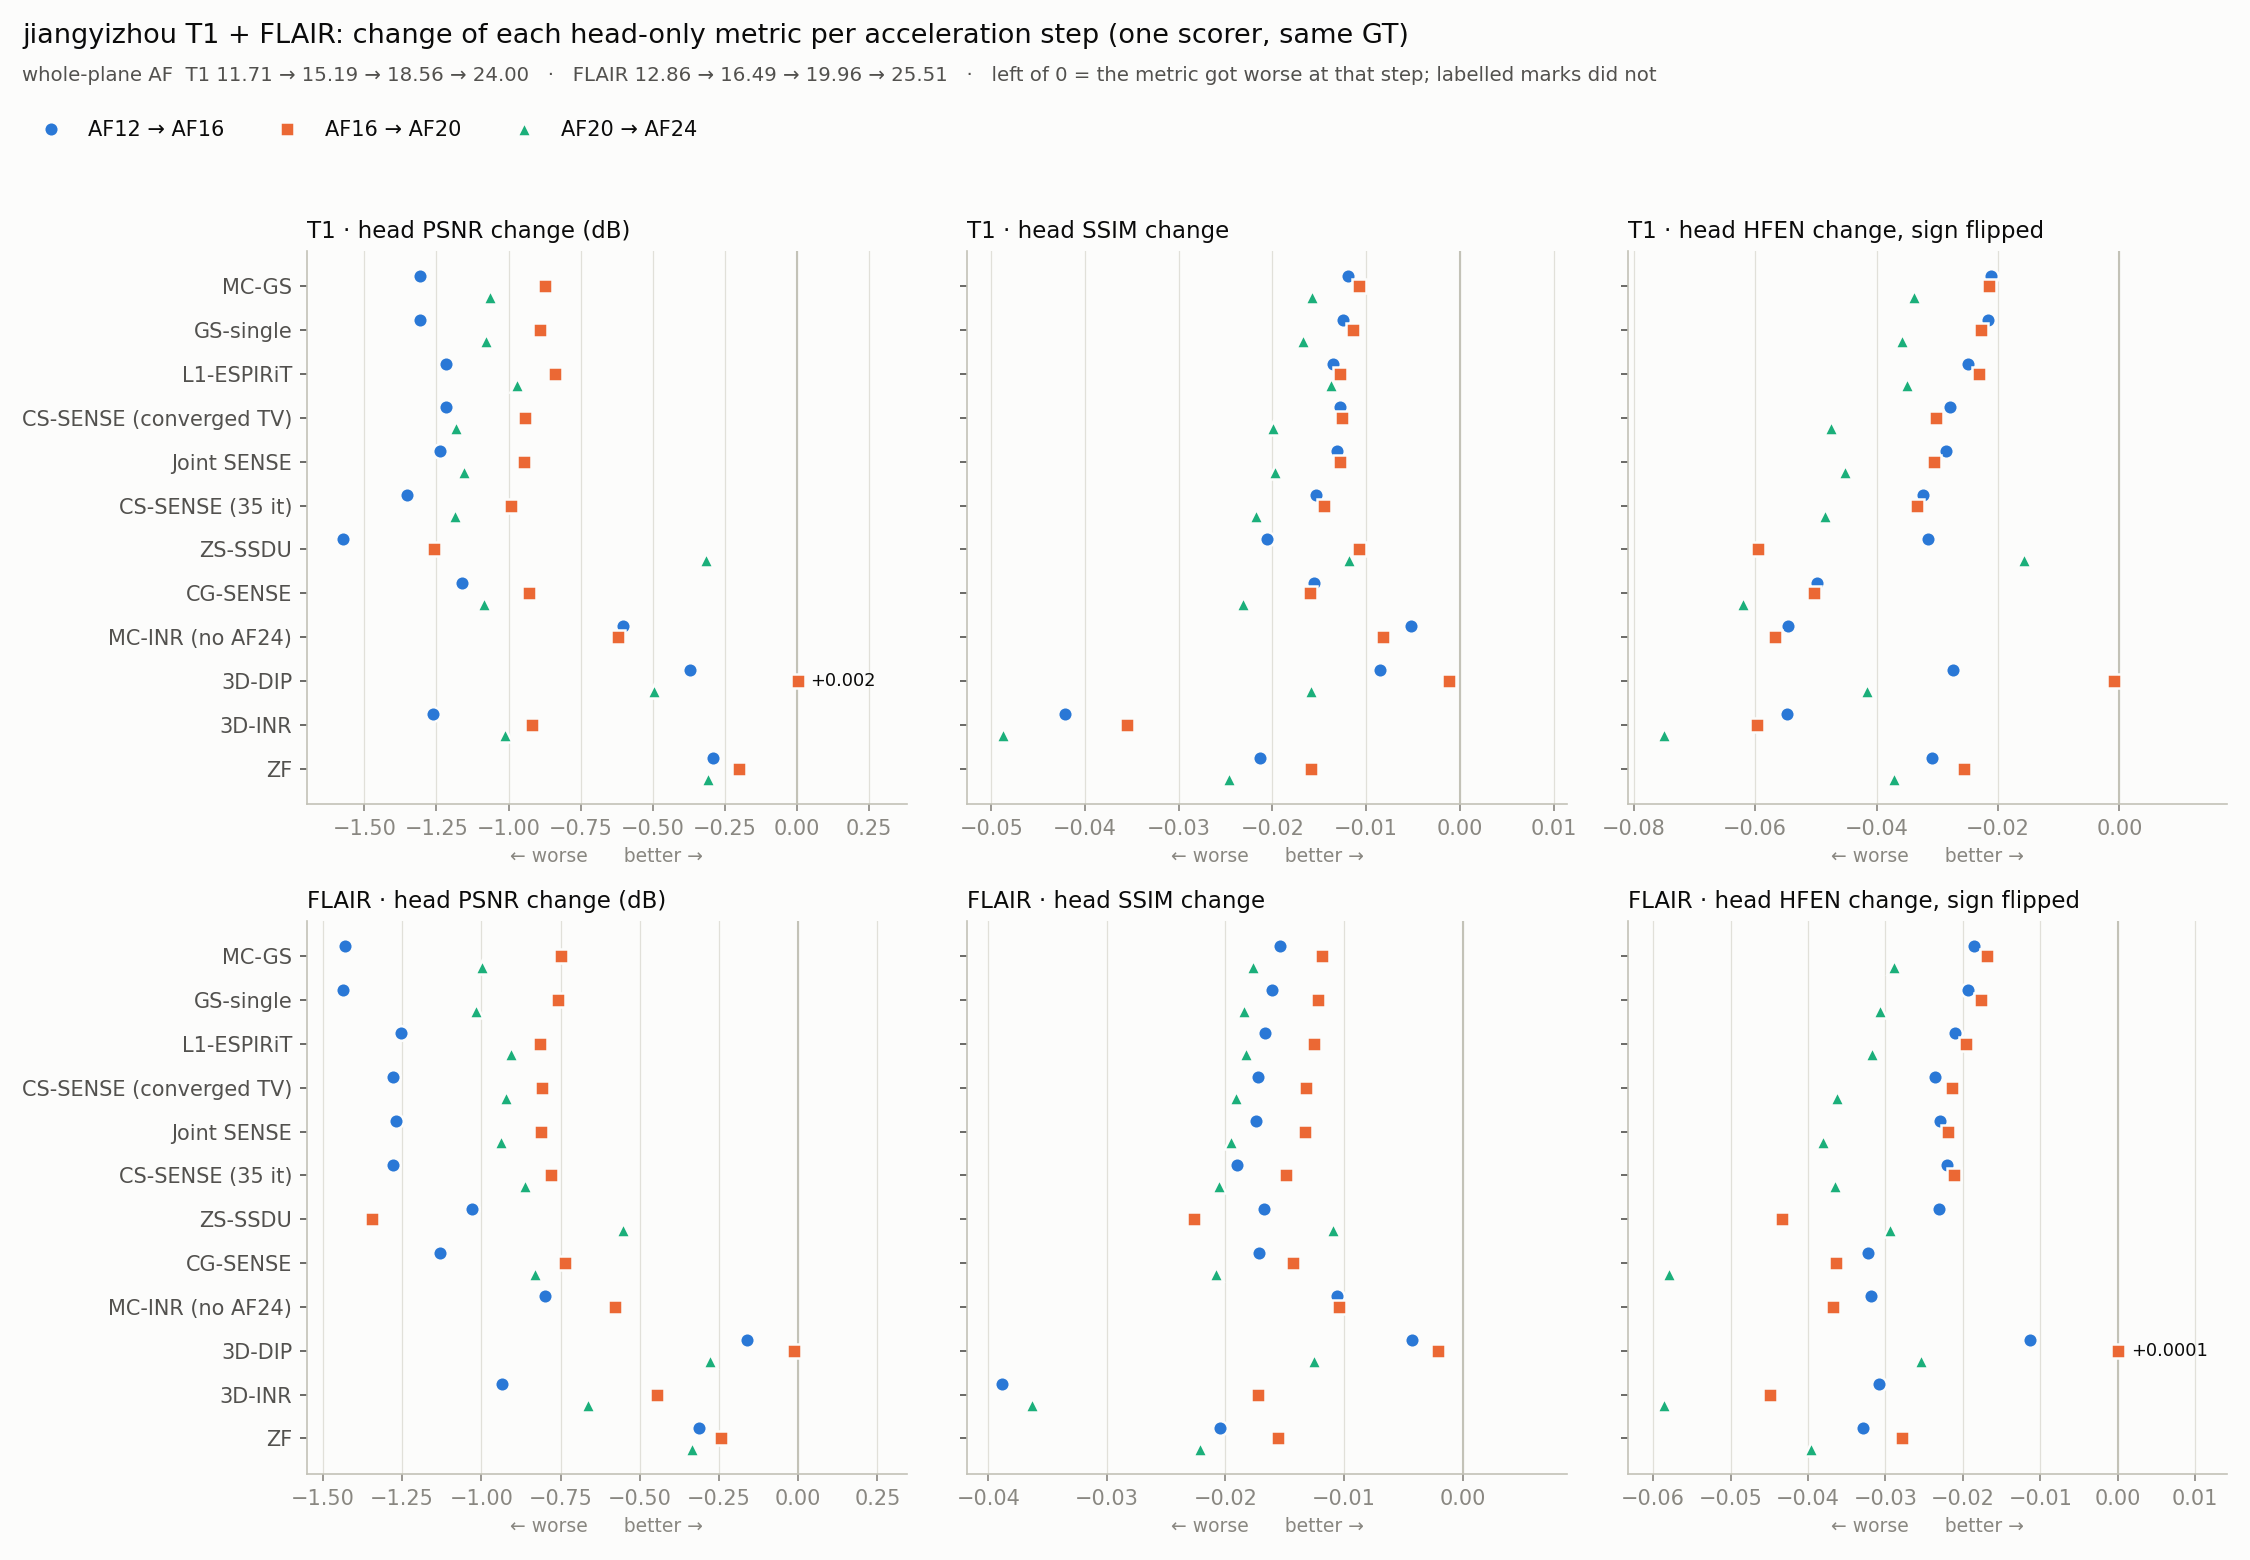 jiangyizhou T1 + FLAIR: change of each head-only metric per acceleration step (one scorer, same GT)
whole-plane AF  T1 11.71 → 15.19 → 18.56 → 24.00   ·   FLAIR 12.86 → 16.49 → 19.96 → 25.51   ·   left of 0 = the metric got worse at that step; labelled marks did not
AF12 → AF16   AF16 → AF20   AF20 → AF24
T1 · head PSNR change (dB)
MC-GS
GS-single
L1-ESPIRiT
CS-SENSE (converged TV)
Joint SENSE
CS-SENSE (35 it)
ZS-SSDU
CG-SENSE
MC-INR (no AF24)
3D-DIP
+0.002
3D-INR
ZF
−1.50 −1.25 −1.00 −0.75 −0.50 −0.25 0.00 0.25
← worse   better →
T1 · head SSIM change
−0.05 −0.04 −0.03 −0.02 −0.01 0.00 0.01
← worse   better →
T1 · head HFEN change, sign flipped
−0.08 −0.06 −0.04 −0.02 0.00
← worse   better →
FLAIR · head PSNR change (dB)
MC-GS
GS-single
L1-ESPIRiT
CS-SENSE (converged TV)
Joint SENSE
CS-SENSE (35 it)
ZS-SSDU
CG-SENSE
MC-INR (no AF24)
3D-DIP
3D-INR
ZF
−1.50 −1.25 −1.00 −0.75 −0.50 −0.25 0.00 0.25
← worse   better →
FLAIR · head SSIM change
−0.04 −0.03 −0.02 −0.01 0.00
← worse   better →
FLAIR · head HFEN change, sign flipped
+0.0001
−0.06 −0.05 −0.04 −0.03 −0.02 −0.01 0.00 0.01
← worse   better →